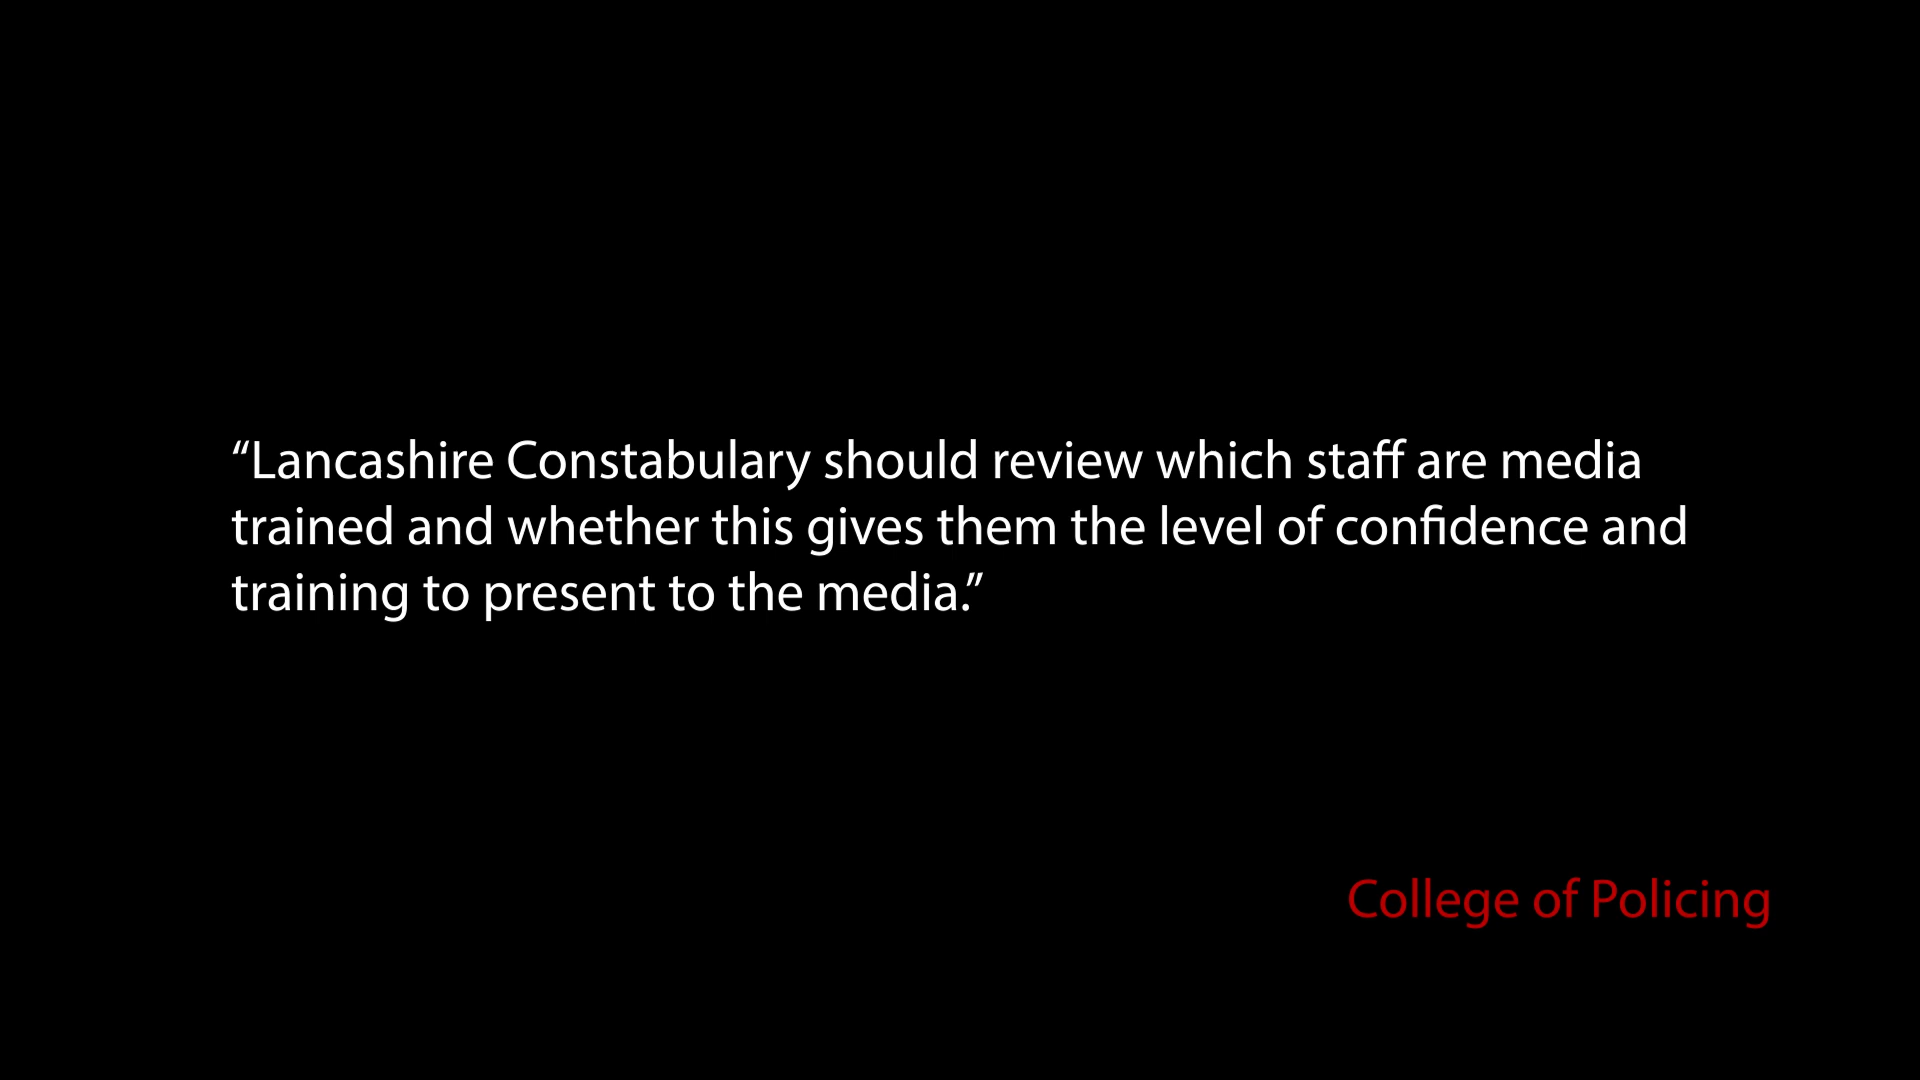 “Lancashire Constabulary should review which staff are media
trained and whether this gives them the level of confidence and
training to present to the media.”
College of Policing